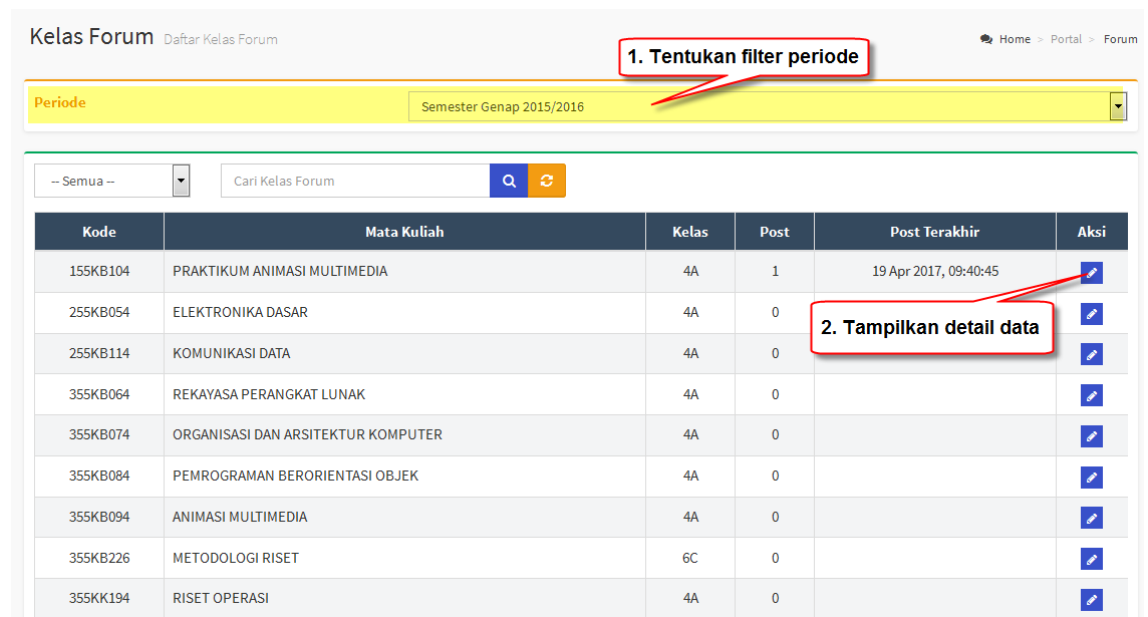 Kelas Forum Daftar Kelas Forum
Home > Portal > Forum
1. Tentukan filter periode
Periode Semester Genap 2015/2016
-- Semua -- Cari Kelas Forum
Kode Mata Kuliah Kelas Post Post Terakhir Aksi
155KB104 PRAKTIKUM ANIMASI MULTIMEDIA 4A 1 19 Apr 2017, 09:40:45
255KB054 ELEKTRONIKA DASAR 4A 0
2. Tampilkan detail data
255KB114 KOMUNIKASI DATA 4A 0
355KB064 REKAYASA PERANGKAT LUNAK 4A 0
355KB074 ORGANISASI DAN ARSITEKTUR KOMPUTER 4A 0
355KB084 PEMROGRAMAN BERORIENTASI OBJEK 4A 0
355KB094 ANIMASI MULTIMEDIA 4A 0
355KB226 METODOLOGI RISET 6C 0
355KK194 RISET OPERASI 4A 0